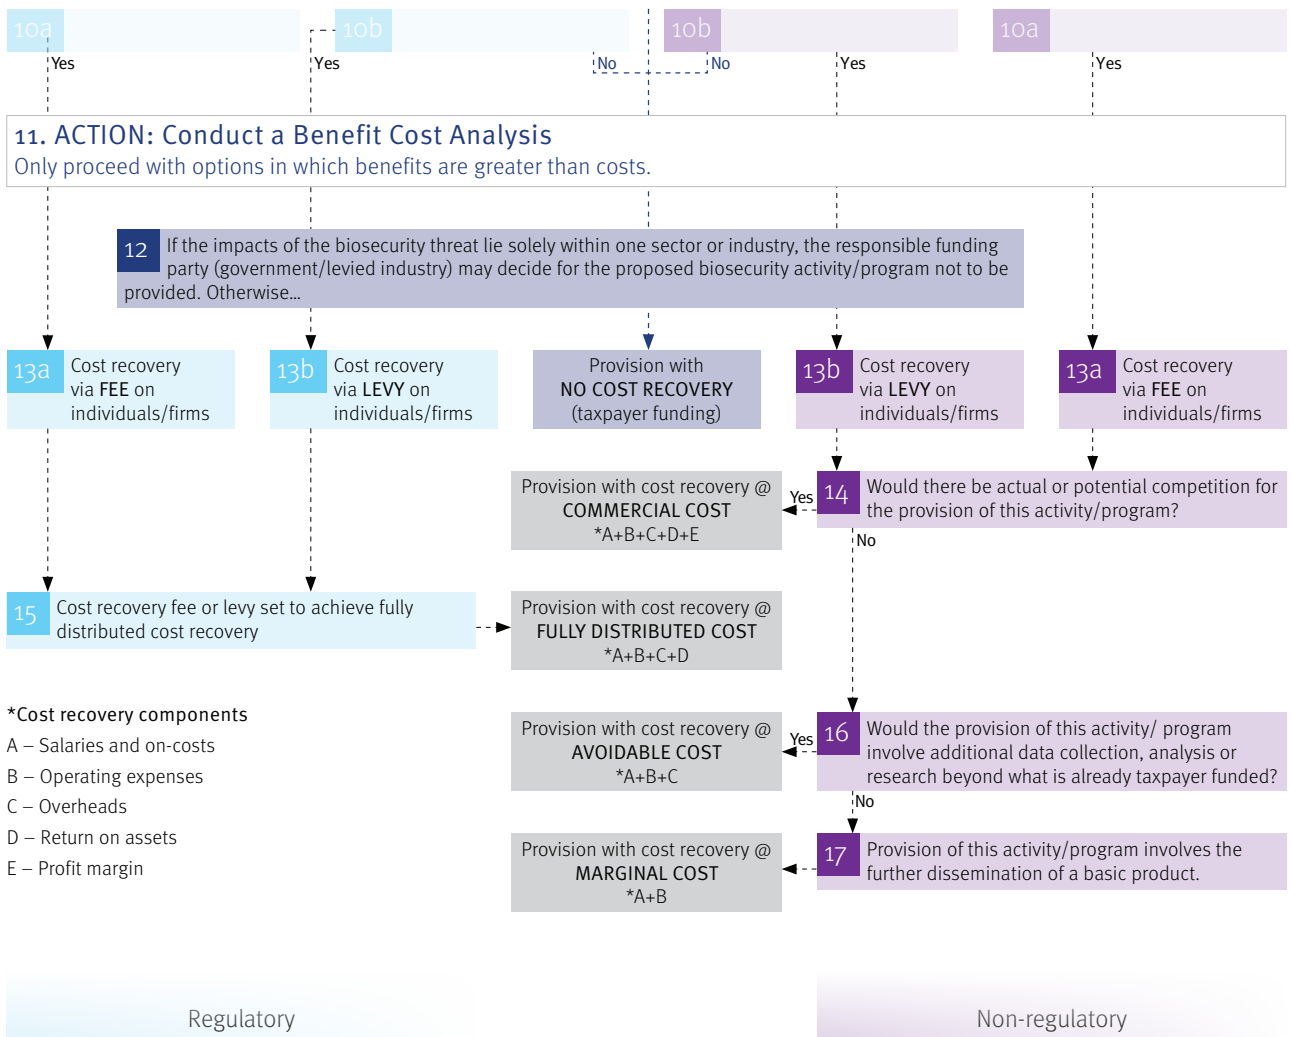 10a
10b
10b
10a
Yes
Yes
No
No
Yes
Yes
11. ACTION: Conduct a Benefit Cost Analysis
Only proceed with options in which benefits are greater than costs.
12 If the impacts of the biosecurity threat lie solely within one sector or industry, the responsible funding
party (government/levied industry) may decide for the proposed biosecurity activity/program not to be
provided. Otherwise…
13a Cost recovery
via FEE on
individuals/firms
13b Cost recovery
via LEVY on
individuals/firms
Provision with
NO COST RECOVERY
(taxpayer funding)
13b Cost recovery
via LEVY on
individuals/firms
13a Cost recovery
via FEE on
individuals/firms
Provision with cost recovery @
COMMERCIAL COST
*A+B+C+D+E
Yes
14 Would there be actual or potential competition for
the provision of this activity/program?
No
15 Cost recovery fee or levy set to achieve fully
distributed cost recovery
Provision with cost recovery @
FULLY DISTRIBUTED COST
*A+B+C+D
*Cost recovery components
A – Salaries and on-costs
B – Operating expenses
C – Overheads
D – Return on assets
E – Profit margin
Provision with cost recovery @
AVOIDABLE COST
*A+B+C
Yes
16 Would the provision of this activity/ program
involve additional data collection, analysis or
research beyond what is already taxpayer funded?
No
Provision with cost recovery @
MARGINAL COST
*A+B
17 Provision of this activity/program involves the
further dissemination of a basic product.
Regulatory
Non-regulatory